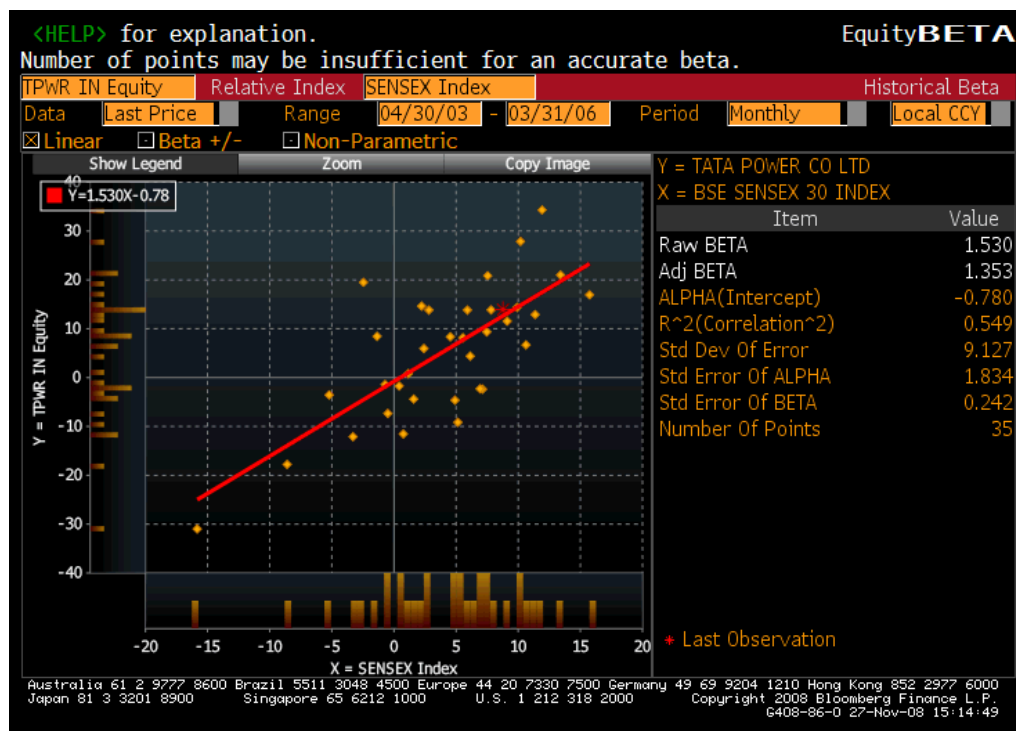 <HELP> for explanation. EquityBETA
Number of points may be insufficient for an accurate beta.
TPWR IN Equity Relative Index SENSEX Index Historical Beta
Data Last Price Range 04/30/03 - 03/31/06 Period Monthly Local CCY
Linear Beta +/- Non-Parametric
Show Legend Zoom Copy Image
Y = TATA POWER CO LTD
X = BSE SENSEX 30 INDEX
Item Value
Raw BETA 1.530
Adj BETA 1.353
ALPHA(Intercept) -0.780
R^2(Correlation^2) 0.549
Std Dev Of Error 9.127
Std Error Of ALPHA 1.834
Std Error Of BETA 0.242
Number Of Points 35
* Last Observation
Y=1.530X-0.78
40
30
20
10
0
-10
-20
-30
-40
Y = TPWR IN Equity
-20 -15 -10 -5 0 5 10 15 20
X = SENSEX Index
Australia 61 2 9777 8600 Brazil 5511 3048 4500 Europe 44 20 7330 7500 Germany 49 69 9204 1210 Hong Kong 852 2977 6000
Japan 81 3 3201 8900 Singapore 65 6212 1000 U.S. 1 212 318 2000 Copyright 2008 Bloomberg Finance L.P.
G408-86-0 27-Nov-08 15:14:49